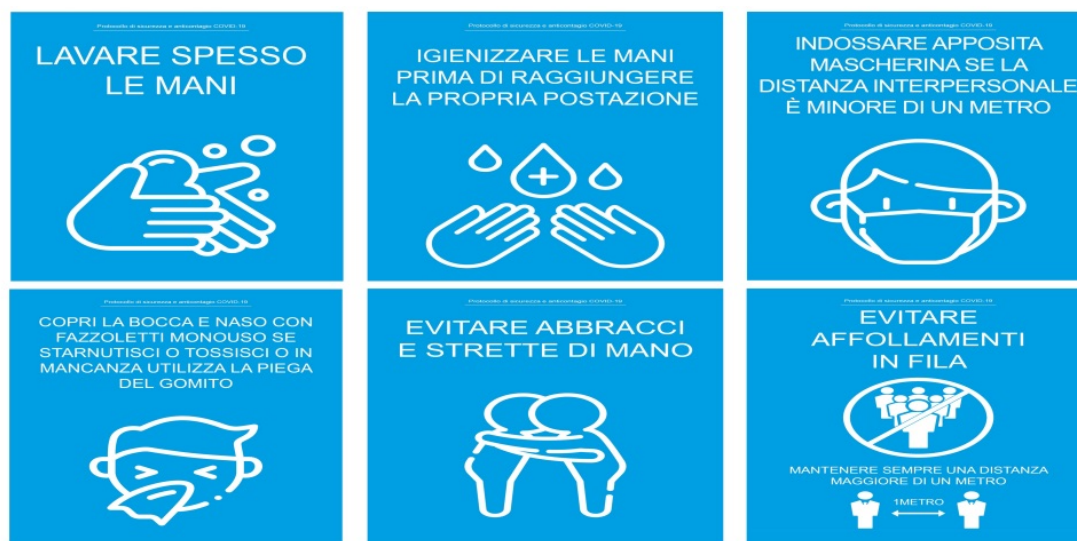 Protocollo di sicurezza e anticontagio COVID-19
LAVARE SPESSO
LE MANI
Protocollo di sicurezza e anticontagio COVID-19
IGIENIZZARE LE MANI
PRIMA DI RAGGIUNGERE
LA PROPRIA POSTAZIONE
Protocollo di sicurezza e anticontagio COVID-19
INDOSSARE APPOSITA
MASCHERINA SE LA
DISTANZA INTERPERSONALE
È MINORE DI UN METRO
Protocollo di sicurezza e anticontagio COVID-19
COPRI LA BOCCA E NASO CON
FAZZOLETTI MONOUSO SE
STARNUTISCI O TOSSISCI O IN
MANCANZA UTILIZZA LA PIEGA
DEL GOMITO
Protocollo di sicurezza e anticontagio COVID-19
EVITARE ABBRACCI
E STRETTE DI MANO
Protocollo di sicurezza e anticontagio COVID-19
EVITARE
AFFOLLAMENTI
IN FILA
MANTENERE SEMPRE UNA DISTANZA
MAGGIORE DI UN METRO
1METRO